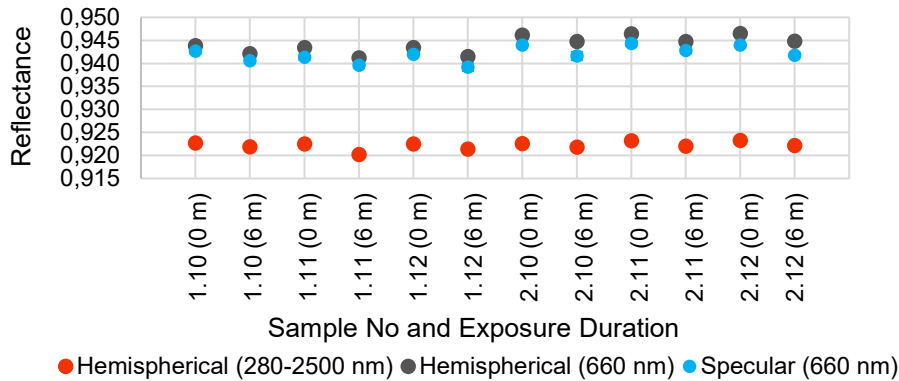 0,950
0,945
0,940
0,935
0,930
0,925
0,920
0,915
Reflectance
1.10 (0 m)
1.10 (6 m)
1.11 (0 m)
1.11 (6 m)
1.12 (0 m)
1.12 (6 m)
2.10 (0 m)
2.10 (6 m)
2.11 (0 m)
2.11 (6 m)
2.12 (0 m)
2.12 (6 m)
Sample No and Exposure Duration
Hemispherical (280-2500 nm) Hemispherical (660 nm) Specular (660 nm)